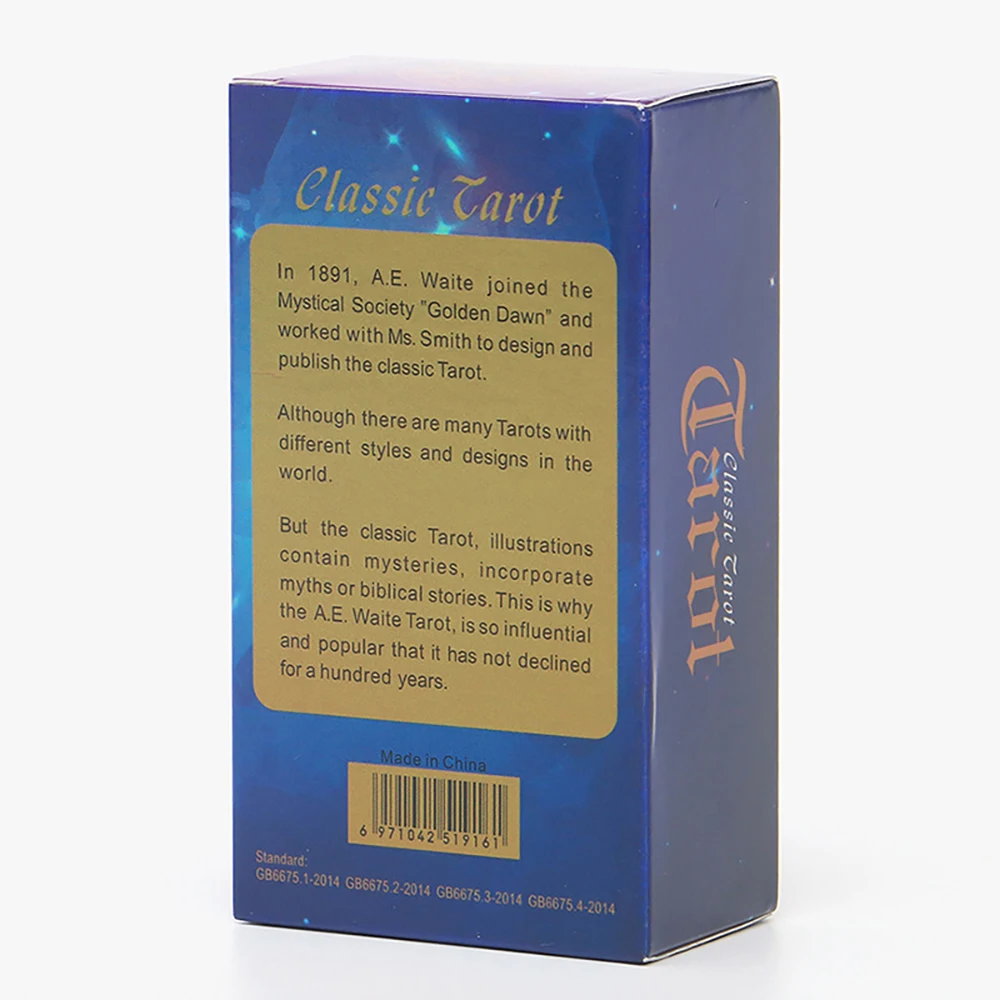 Classic Tarot
In 1891, A.E. Waite joined the
Mystical Society "Golden Dawn" and
worked with Ms. Smith to design and
publish the classic Tarot.
Although there are many Tarots with
different styles and designs in the
world.
But the classic Tarot, illustrations
contain mysteries, incorporate
myths or biblical stories. This is why
the A.E. Waite Tarot, is so influential
and popular that it has not declined
for a hundred years.
Made in China
6 971042 519161
Standard:
GB6675.1-2014 GB6675.2-2014 GB6675.3-2014 GB6675.4-2014
Tarot
Classic Tarot